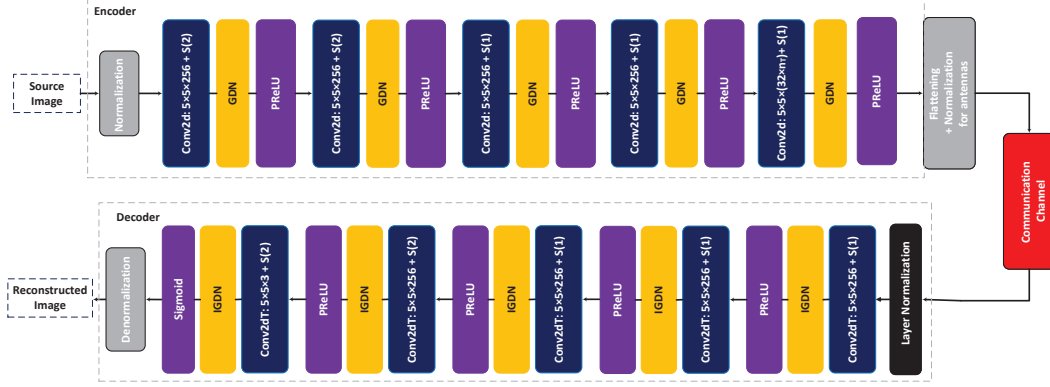 Encoder
Source
Image
Normalization
Conv2d: 5×5×256 + S(2)
GDN
PReLU
Conv2d: 5×5×256 + S(2)
GDN
PReLU
Conv2d: 5×5×256 + S(1)
GDN
PReLU
Conv2d: 5×5×256 + S(1)
GDN
PReLU
Conv2d: 5×5×(32×n_T)+ S(1)
GDN
PReLU
Flattening
+ Normalization
for antennas
Communication
Channel
Decoder
Reconstructed
Image
Denormalization
Sigmoid
IGDN
Conv2dT: 5×5×3 + S(2)
PReLU
IGDN
Conv2dT: 5×5×256 + S(2)
PReLU
IGDN
Conv2dT: 5×5×256 + S(1)
PReLU
IGDN
Conv2dT: 5×5×256 + S(1)
PReLU
IGDN
Conv2dT: 5×5×256 + S(1)
Layer Normalization